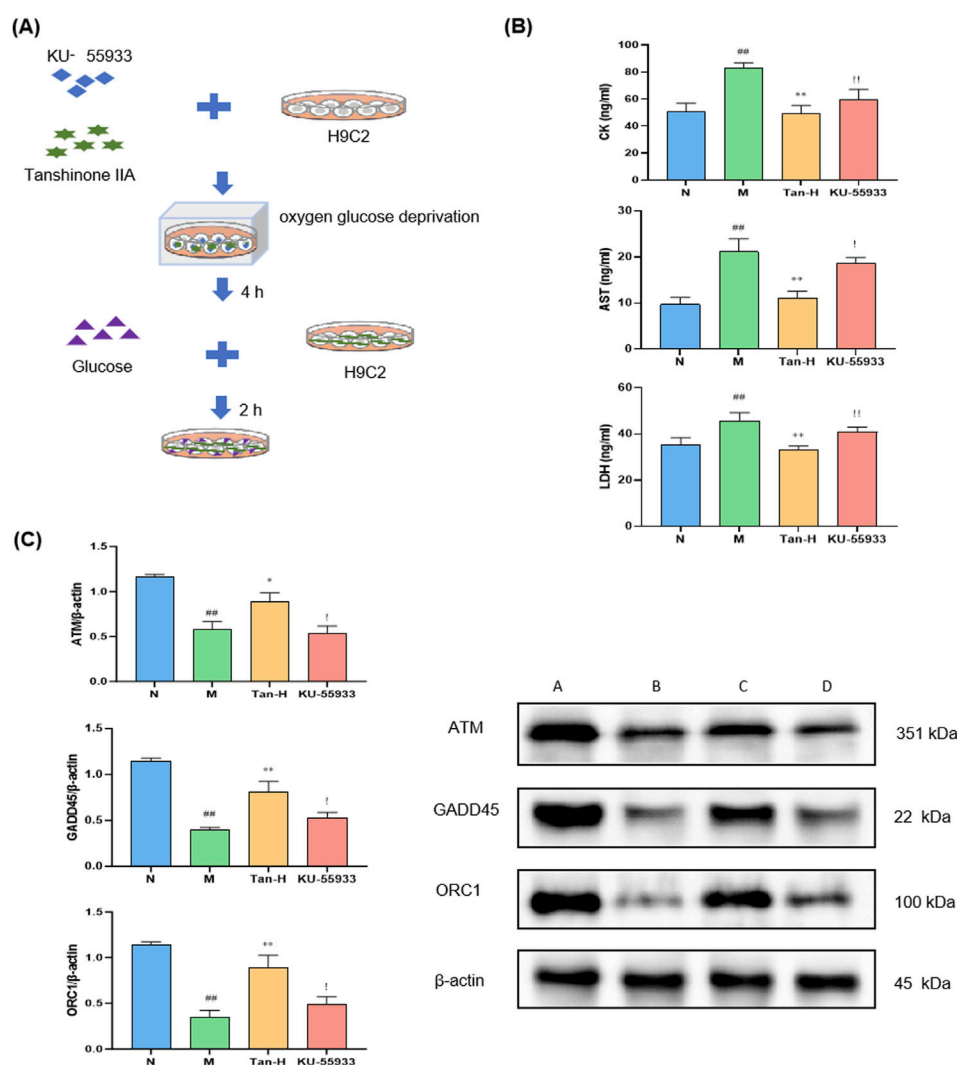 (A)
KU- 55933
H9C2
Tanshinone IIA
oxygen glucose deprivation
4 h
Glucose
H9C2
2 h
(B)
CK (ng/ml)
100
80
60
40
20
0
##
**
!!
N M Tan-H KU-55933
AST (ng/ml)
30
20
10
0
##
**
!
N M Tan-H KU-55933
LDH (ng/ml)
60
40
20
0
##
**
!!
N M Tan-H KU-55933
(C)
ATM/β-actin
1.5
1.0
0.5
0.0
##
*
!
N M Tan-H KU-55933
GADD45/β-actin
1.5
1.0
0.5
0.0
##
**
!
N M Tan-H KU-55933
ORC1/β-actin
1.5
1.0
0.5
0.0
##
**
!
N M Tan-H KU-55933
A B C D
ATM 351 kDa
GADD45 22 kDa
ORC1 100 kDa
β-actin 45 kDa